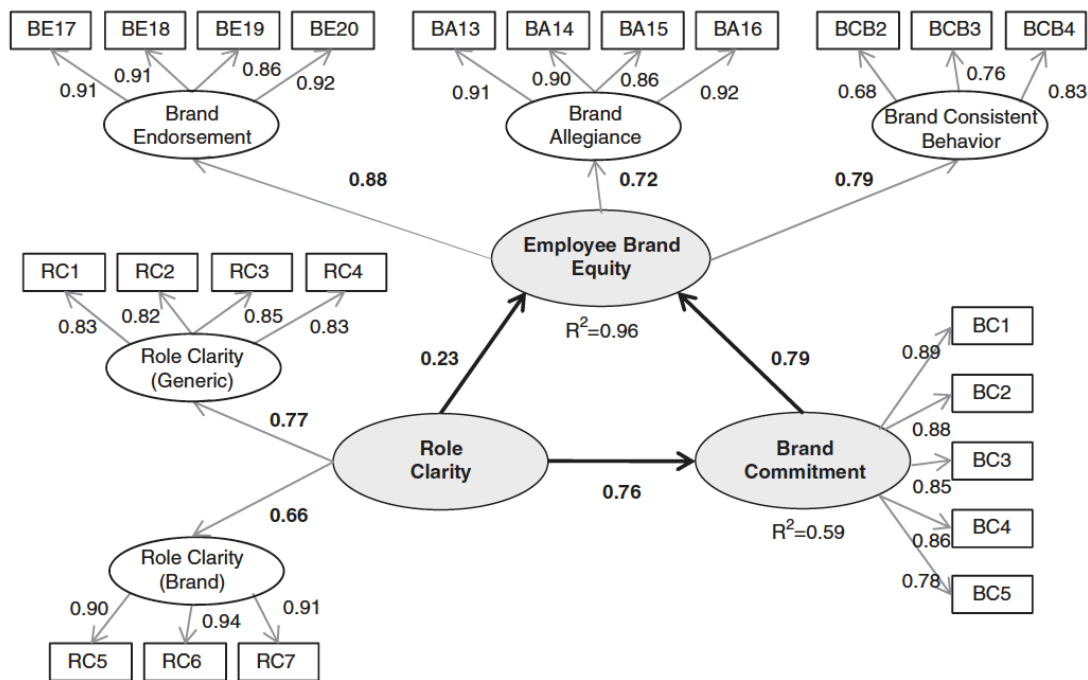 BE17 BE18 BE19 BE20 BA13 BA14 BA15 BA16 BCB2 BCB3 BCB4
0.91 0.91 0.86 0.92 0.91 0.90 0.86 0.92 0.68 0.76 0.83
Brand
Endorsement
Brand
Allegiance
Brand Consistent
Behavior
0.88 0.72 0.79
Employee Brand
Equity
R²=0.96
RC1 RC2 RC3 RC4
0.83 0.82 0.85 0.83
Role Clarity
(Generic)
0.77
0.23
0.79
Role
Clarity
0.76
Brand
Commitment
R²=0.59
BC1
0.89
BC2
0.88
BC3
0.85
BC4
0.86
BC5
0.78
0.66
Role Clarity
(Brand)
0.90 0.94 0.91
RC5 RC6 RC7